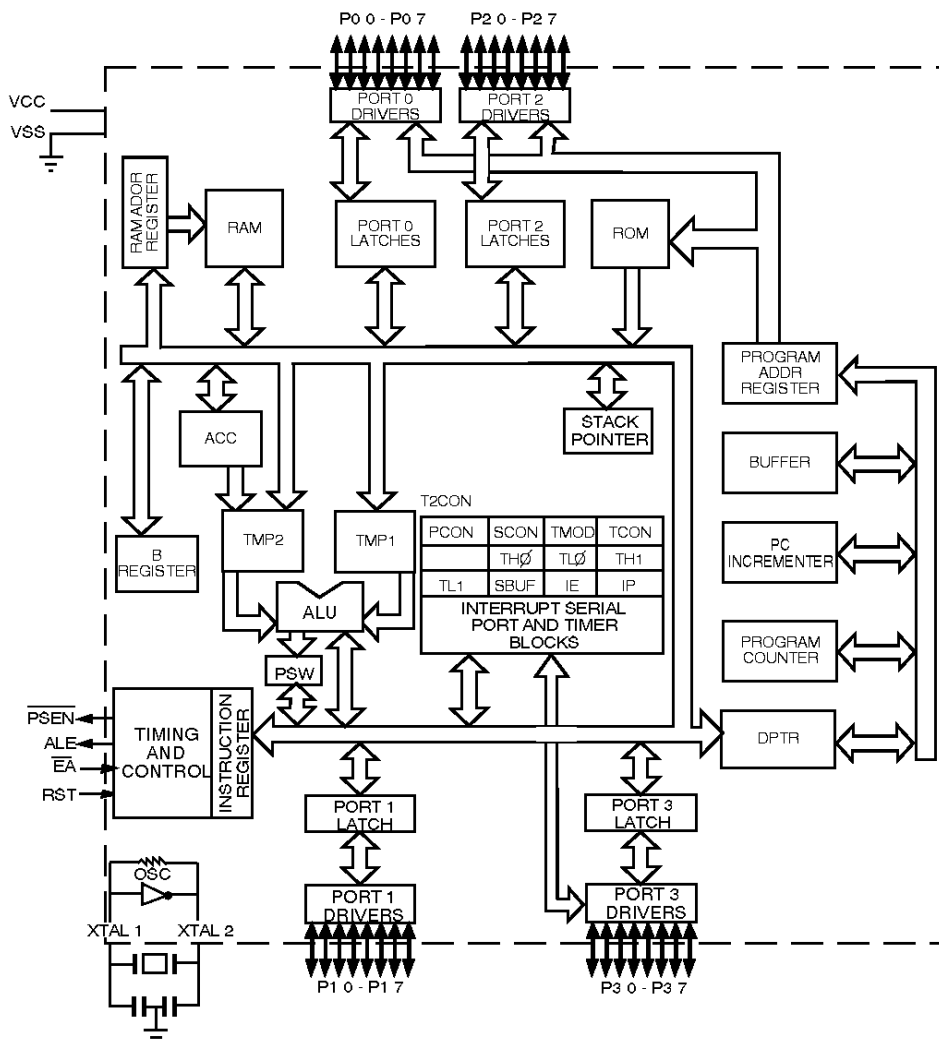 P0 0 - P0 7
P2 0 - P2 7
PORT 0
DRIVERS
PORT 2
DRIVERS
VCC
VSS
RAM ADDR
REGISTER
RAM
PORT 0
LATCHES
PORT 2
LATCHES
ROM
PROGRAM
ADDR
REGISTER
STACK
POINTER
ACC
BUFFER
T2CON
PCON SCON TMOD TCON
THØ TLØ TH1
TL1 SBUF IE IP
INTERRUPT SERIAL
PORT AND TIMER
BLOCKS
TMP2
TMP1
B
REGISTER
PC
INCREMENTER
ALU
PSW
PROGRAM
COUNTER
PSEN
ALE
EA
RST
TIMING
AND
CONTROL
INSTRUCTION
REGISTER
DPTR
PORT 1
LATCH
PORT 3
LATCH
OSC
PORT 1
DRIVERS
PORT 3
DRIVERS
XTAL 1
XTAL 2
P1 0 - P1 7
P3 0 - P3 7